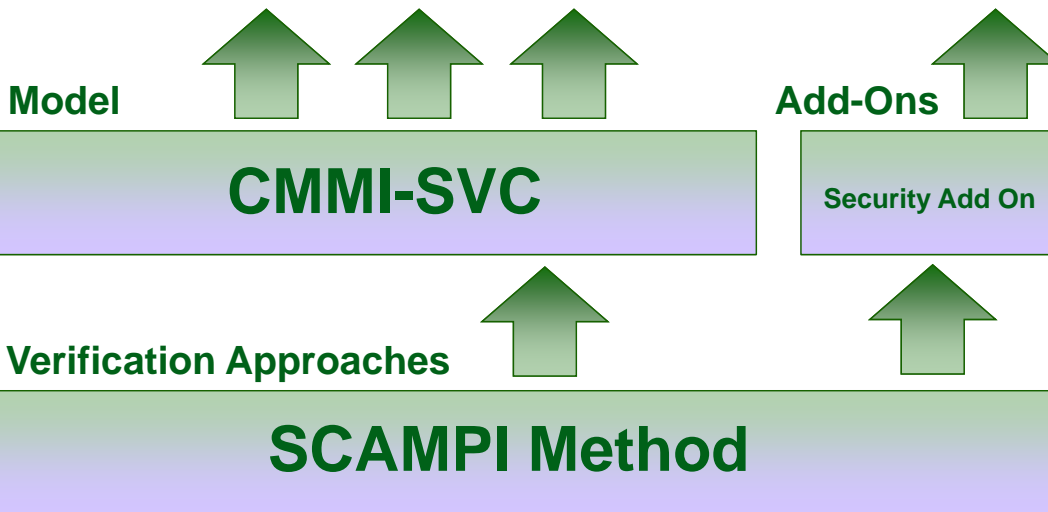 Model
Add-Ons
CMMI-SVC
Security Add On
Verification Approaches
SCAMPI Method